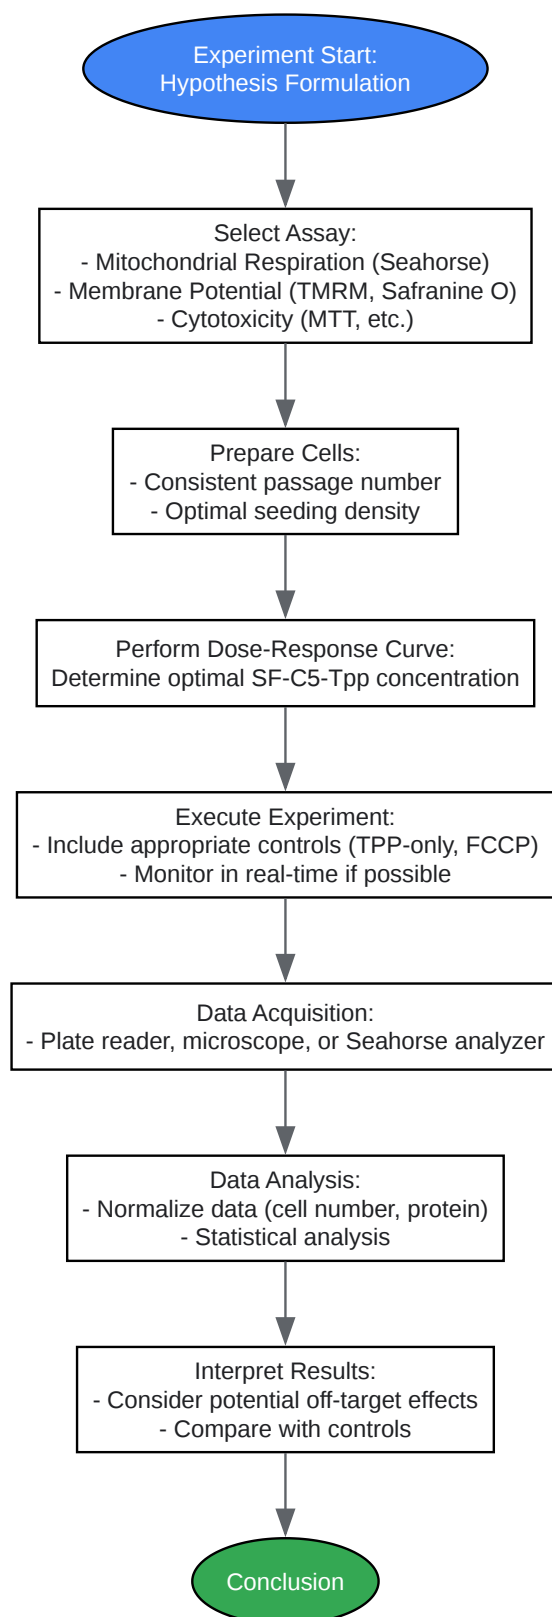 Experiment Start:
Hypothesis Formulation
Select Assay:
- Mitochondrial Respiration (Seahorse)
- Membrane Potential (TMRM, Safranine O)
- Cytotoxicity (MTT, etc.)
Prepare Cells:
- Consistent passage number
- Optimal seeding density
Perform Dose-Response Curve:
Determine optimal SF-C5-Tpp concentration
Execute Experiment:
- Include appropriate controls (TPP-only, FCCP)
- Monitor in real-time if possible
Data Acquisition:
- Plate reader, microscope, or Seahorse analyzer
Data Analysis:
- Normalize data (cell number, protein)
- Statistical analysis
Interpret Results:
- Consider potential off-target effects
- Compare with controls
Conclusion